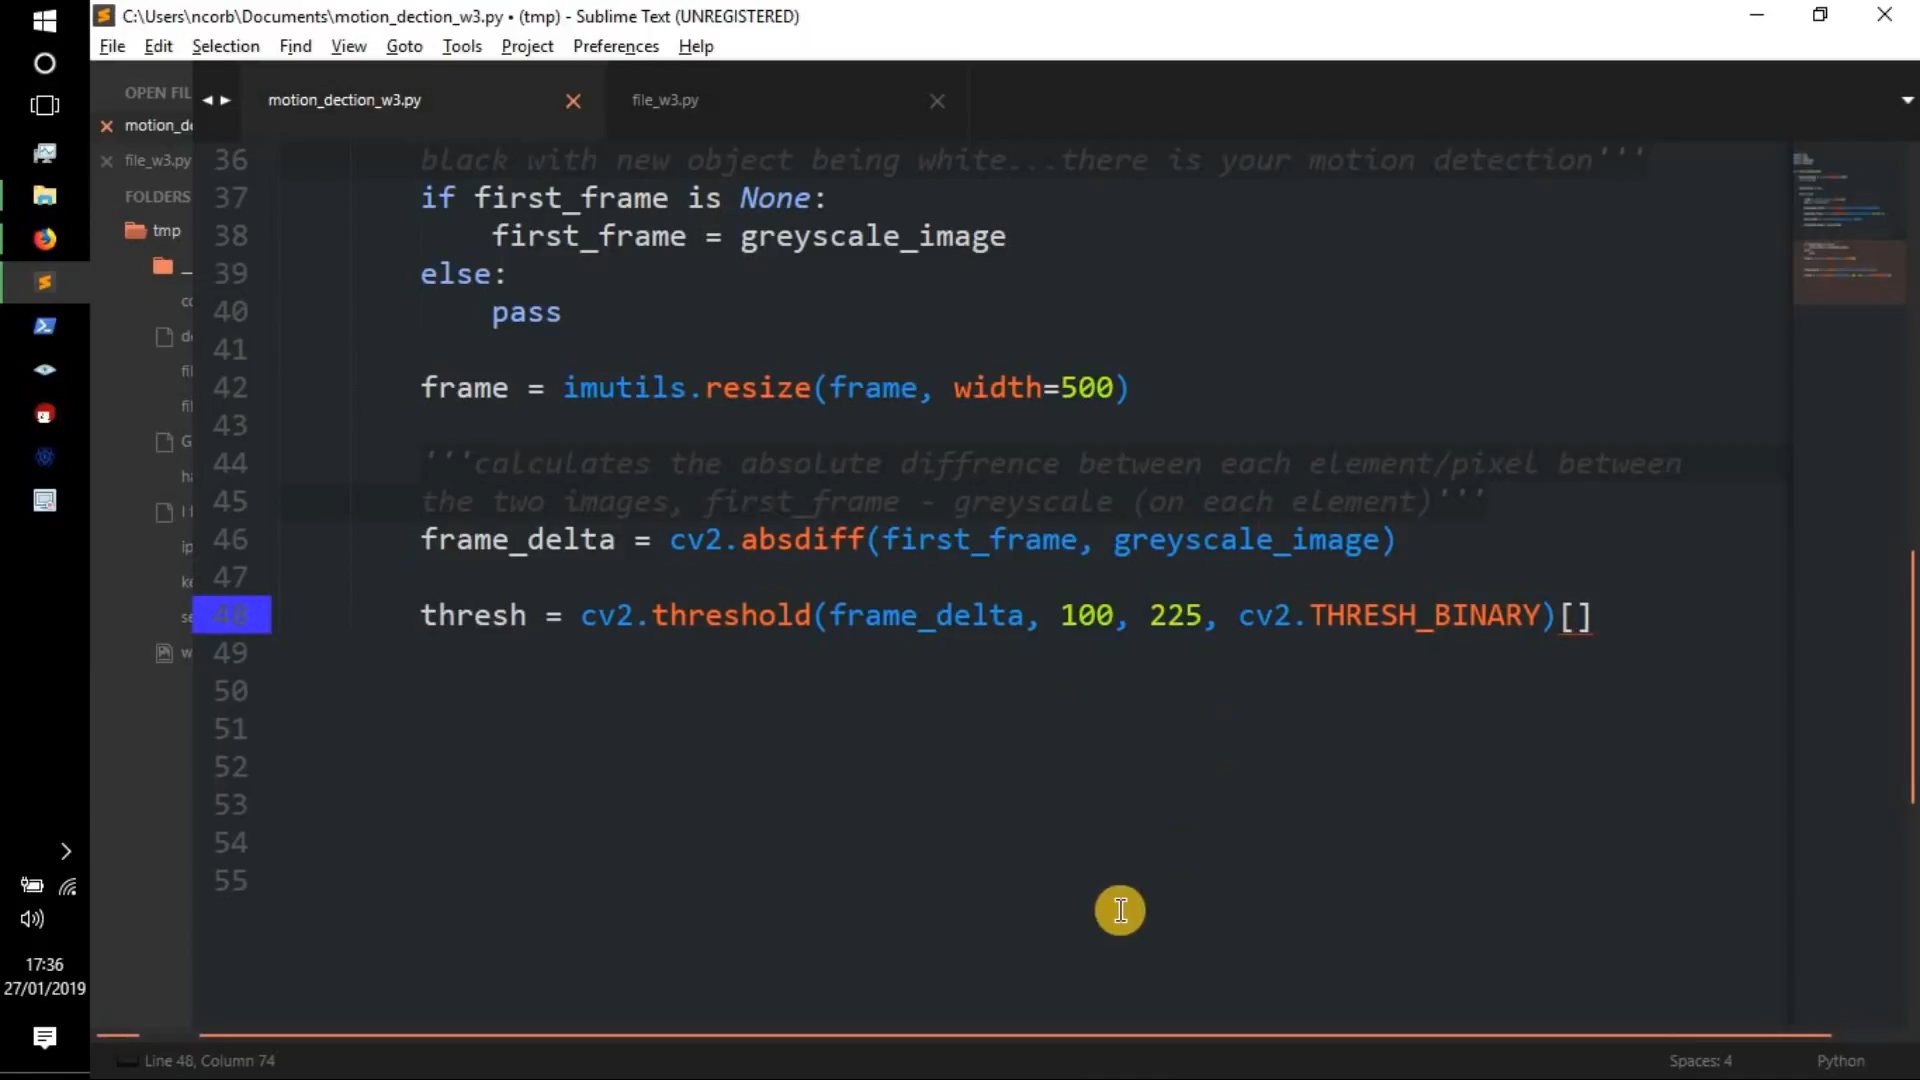 C:\Users\ncorb\Documents\motion_dection_w3.py • (tmp) - Sublime Text (UNREGISTERED)
File Edit Selection Find View Goto Tools Project Preferences Help
OPEN FIL
motion_de
file_w3.py
FOLDERS
tmp
motion_dection_w3.py
file_w3.py
36 black with new object being white...there is your motion detection'''
37 if first_frame is None:
38 first_frame = greyscale_image
39 else:
40 pass
41
42 frame = imutils.resize(frame, width=500)
43
44 '''calculates the absolute diffrence between each element/pixel between
45 the two images, first_frame - greyscale (on each element)'''
46 frame_delta = cv2.absdiff(first_frame, greyscale_image)
47
48 thresh = cv2.threshold(frame_delta, 100, 225, cv2.THRESH_BINARY)[]
49
50
51
52
53
54
55
17:36
27/01/2019
Line 48, Column 74
Spaces: 4
Python